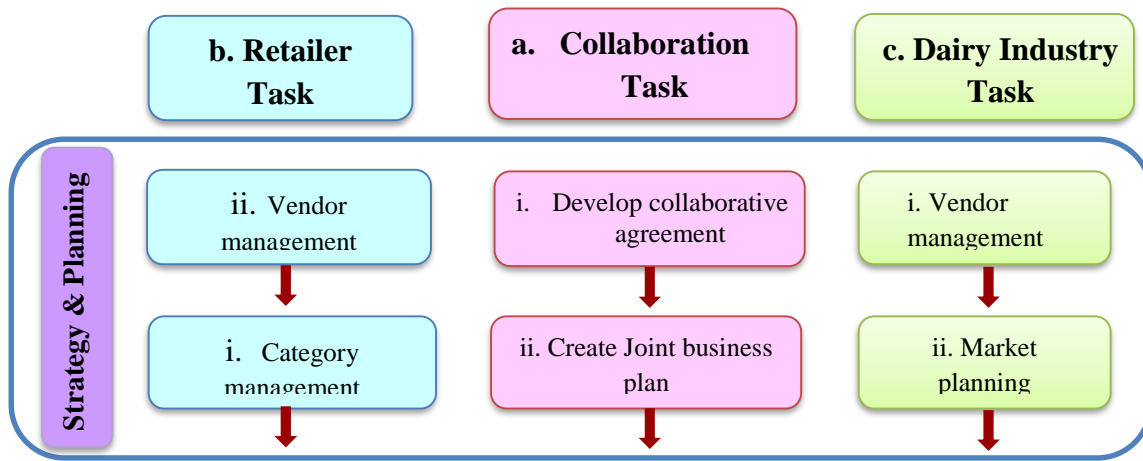 b. Retailer
Task
a. Collaboration
Task
c. Dairy Industry
Task
Strategy & Planning
ii. Vendor
management
i. Develop collaborative
agreement
i. Vendor
management
i. Category
management
ii. Create Joint business
plan
ii. Market
planning